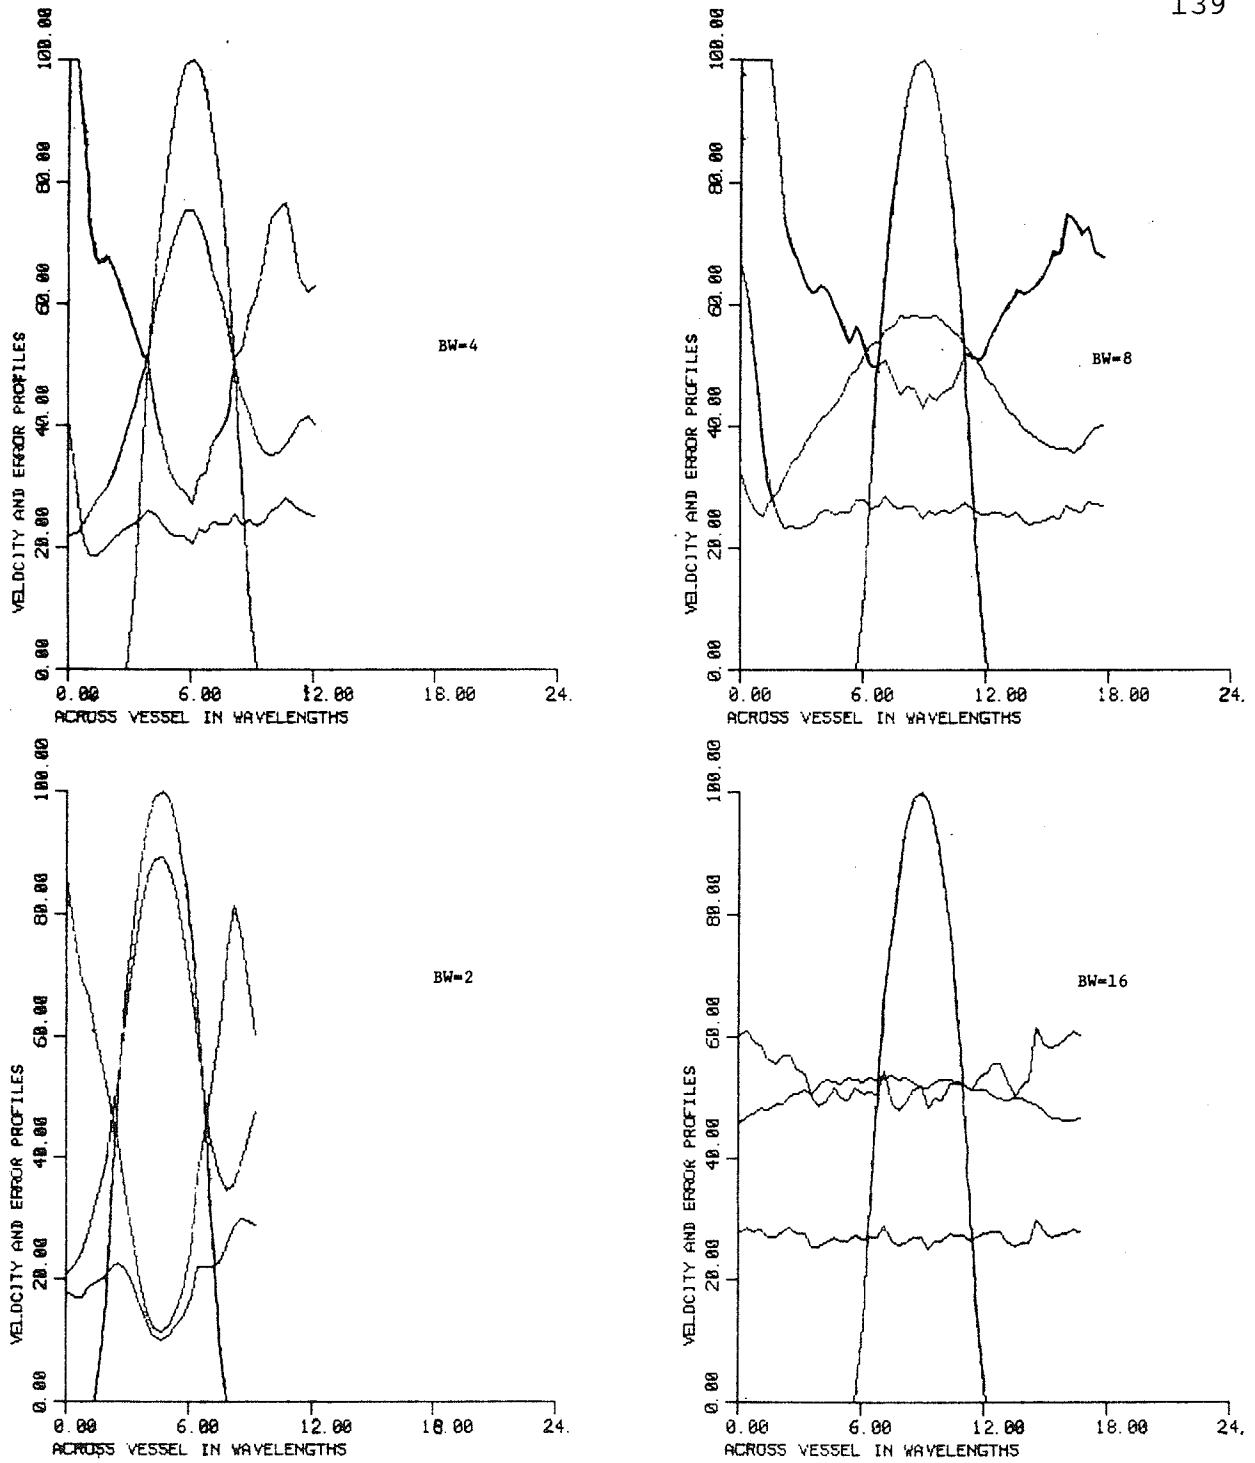 139
100.00
80.00
60.00
40.00
20.00
0.00
VELOCITY AND ERROR PROFILES
BW=4
0.00 6.00 12.00 18.00 24.
ACROSS VESSEL IN WAVELENGTHS
100.00
80.00
60.00
40.00
20.00
0.00
VELOCITY AND ERROR PROFILES
BW=8
0.00 6.00 12.00 18.00 24.
ACROSS VESSEL IN WAVELENGTHS
100.00
80.00
60.00
40.00
20.00
0.00
VELOCITY AND ERROR PROFILES
BW=2
0.00 6.00 12.00 18.00 24.
ACROSS VESSEL IN WAVELENGTHS
100.00
80.00
60.00
40.00
20.00
0.00
VELOCITY AND ERROR PROFILES
BW=16
0.00 6.00 12.00 18.00 24.
ACROSS VESSEL IN WAVELENGTHS